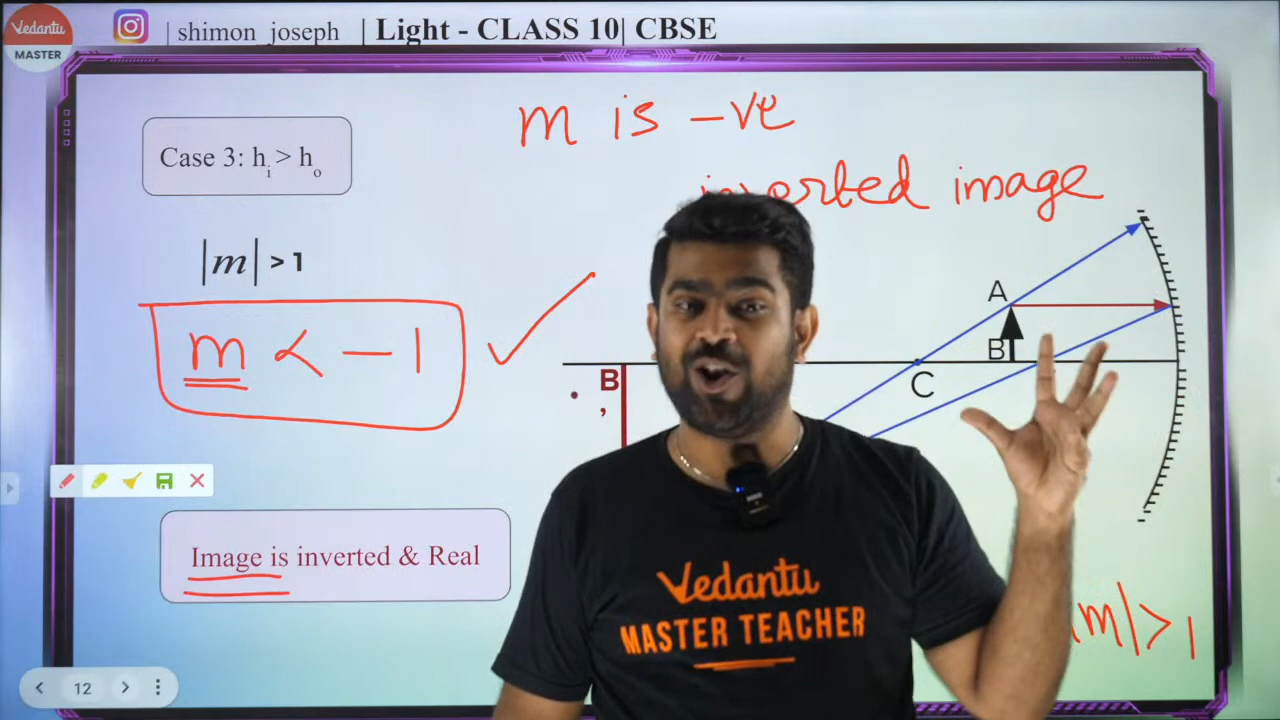 Vedantu
MASTER
| shimon_joseph | Light - CLASS 10| CBSE
m is -ve
inverted image
Case 3: hi > ho
|m| > 1
m < -1
A
B
C
B
,
Image is inverted & Real
Vedantu
MASTER TEACHER
|m|>1
12